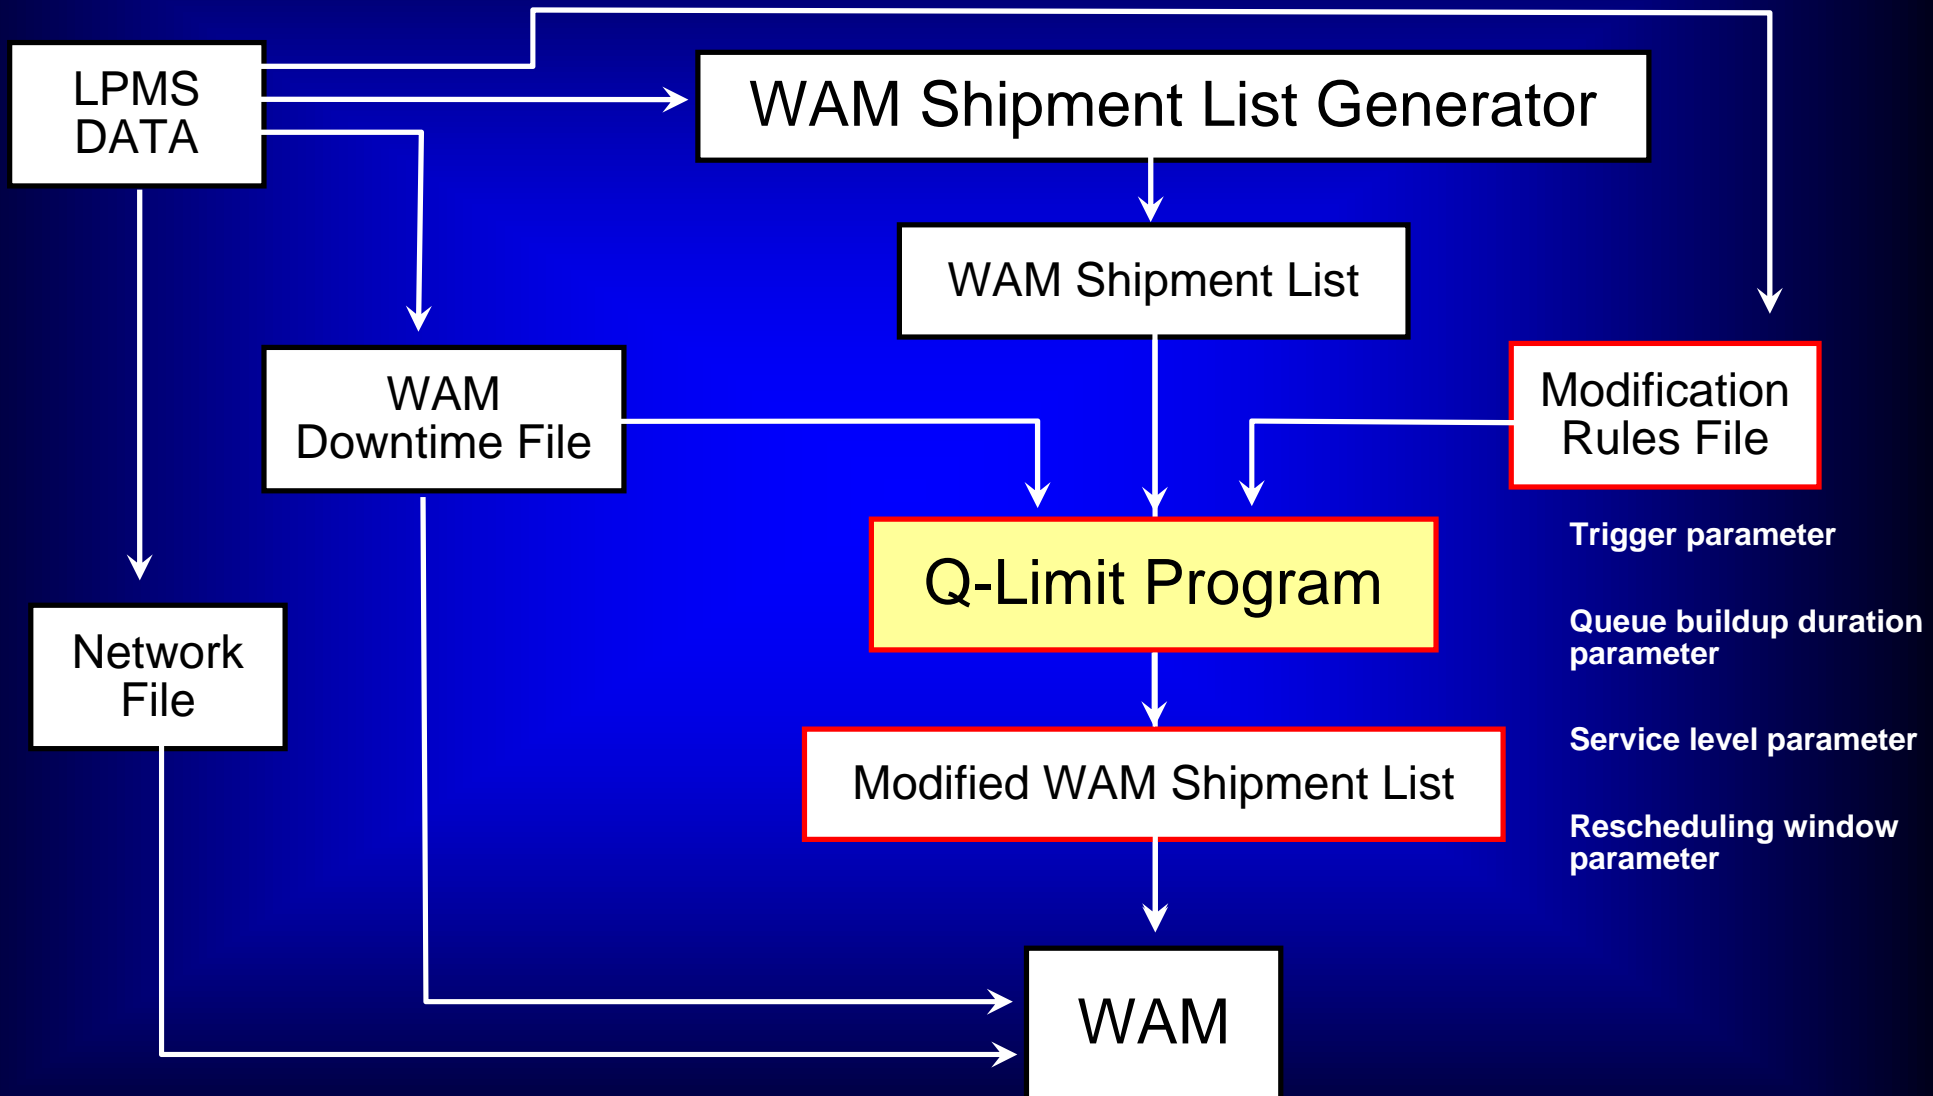 LPMS
DATA
WAM Shipment List Generator
WAM Shipment List
WAM
Downtime File
Modification
Rules File
Q-Limit Program
Trigger parameter
Queue buildup duration
parameter
Network
File
Service level parameter
Modified WAM Shipment List
Rescheduling window
parameter
WAM